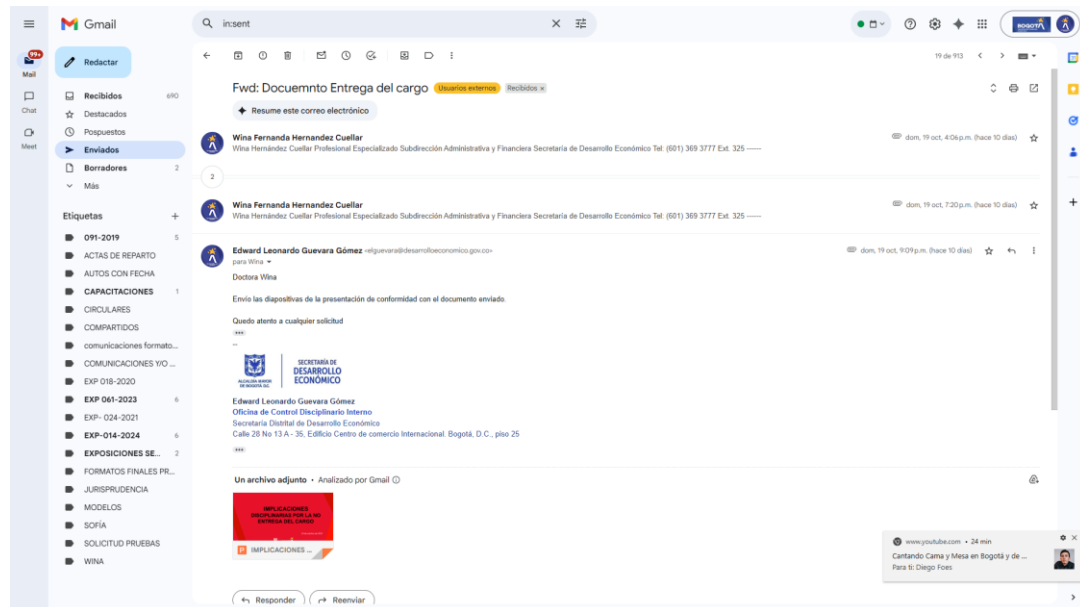 Gmail
in:sent
BOGOTÁ
99+
Mail
Chat
Meet
Redactar
Recibidos 690
Destacados
Pospuestos
Enviados
Borradores 2
Más
Etiquetas
091-2019 5
ACTAS DE REPARTO
AUTOS CON FECHA
CAPACITACIONES 1
CIRCULARES
COMPARTIDOS
comunicaciones formato...
COMUNICACIONES Y/O ...
EXP 018-2020
EXP 061-2023 6
EXP- 024-2021
EXP-014-2024 6
EXPOSICIONES SE... 2
FORMATOS FINALES PR...
JURISPRUDENCIA
MODELOS
SOFÍA
SOLICITUD PRUEBAS
WINA
19 de 913
Fwd: Docuemnto Entrega del cargo Usuarios externos Recibidos x
Resume este correo electrónico
Wina Fernanda Hernandez Cuellar dom, 19 oct, 4:06 p.m. (hace 10 días)
Wina Hernández Cuellar Profesional Especializado Subdirección Administrativa y Financiera Secretaría de Desarrollo Económico Tel: (601) 369 3777 Ext. 325 ------
2
Wina Fernanda Hernandez Cuellar dom, 19 oct, 7:20 p.m. (hace 10 días)
Wina Hernández Cuellar Profesional Especializado Subdirección Administrativa y Financiera Secretaría de Desarrollo Económico Tel: (601) 369 3777 Ext. 325 ------
Edward Leonardo Guevara Gómez <elguevara@desarrolloeconomico.gov.co> dom, 19 oct, 9:09 p.m. (hace 10 días)
para Wina
Doctora Wina
Envío las diapositivas de la presentación de conformidad con el documento enviado.
Quedo atento a cualquier solicitud
--
ALCALDÍA MAYOR
DE BOGOTÁ D.C.
SECRETARÍA DE
DESARROLLO
ECONÓMICO
Edward Leonardo Guevara Gómez
Oficina de Control Disciplinario Interno
Secretaría Distrital de Desarrollo Económico
Calle 28 No 13 A - 35, Edificio Centro de comercio Internacional. Bogotá, D.C., piso 25
Un archivo adjunto • Analizado por Gmail
IMPLICACIONES
DISCIPLINARIAS POR LA NO
ENTREGA DEL CARGO
P IMPLICACIONES ...
Responder Reenviar
www.youtube.com • 24 min
Cantando Cama y Mesa en Bogotá y de ...
Para ti: Diego Foes